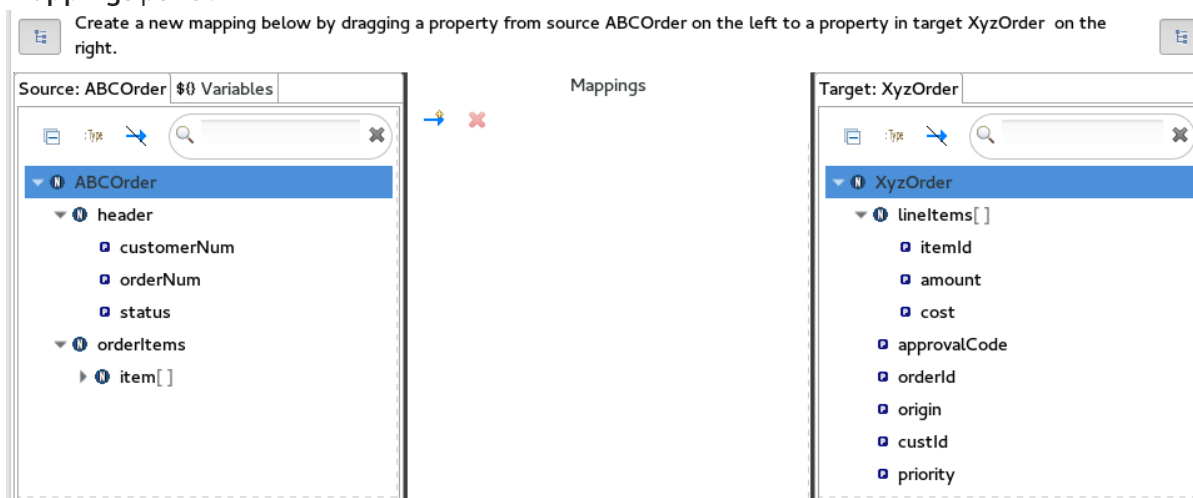 Create a new mapping below by dragging a property from source ABCOrder on the left to a property in target XyzOrder on the
right.
Source: ABCOrder ${} Variables
Mappings
Target: XyzOrder
:Type
:Type
ABCOrder
header
customerNum
orderNum
status
orderItems
item[ ]
XyzOrder
lineItems[ ]
itemId
amount
cost
approvalCode
orderId
origin
custId
priority